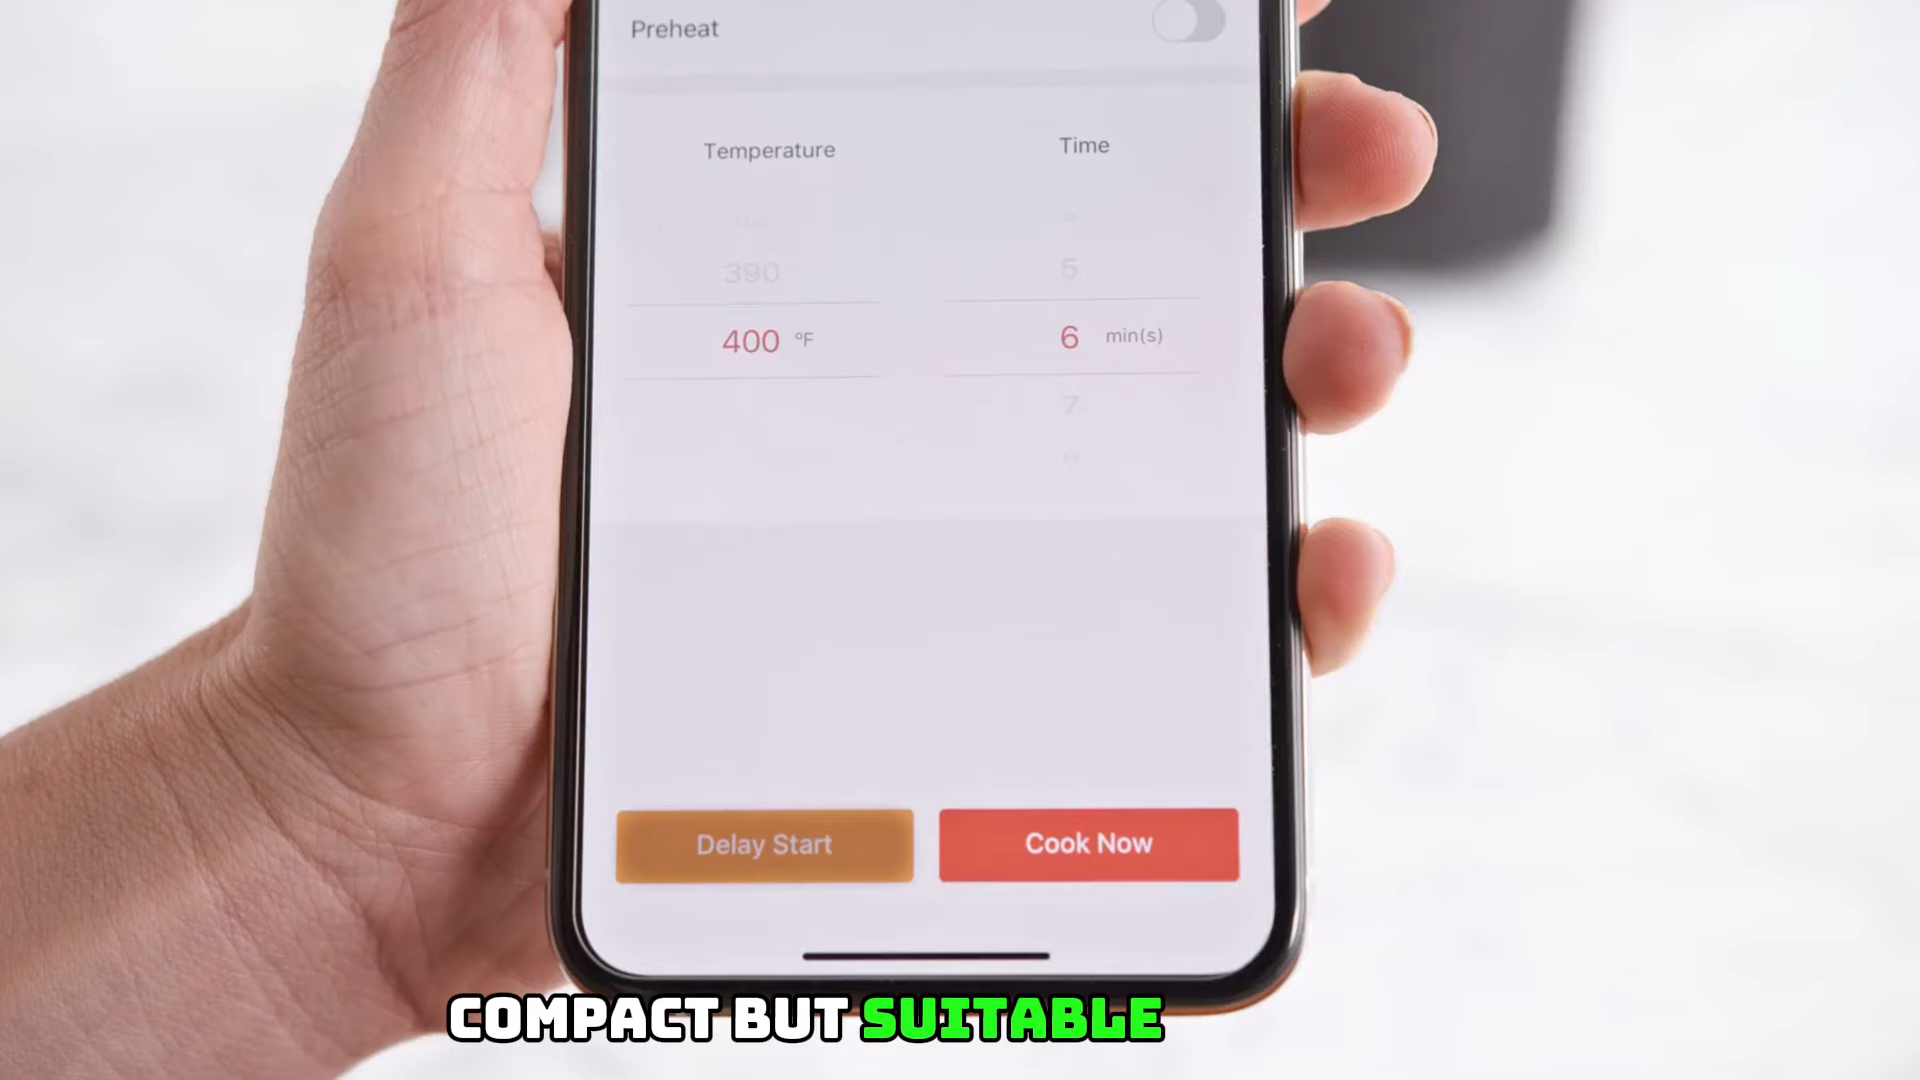 Preheat
Temperature Time
390 5
400 °F 6 min(s)
7
Delay Start Cook Now
COMPACT BUT SUITABLE